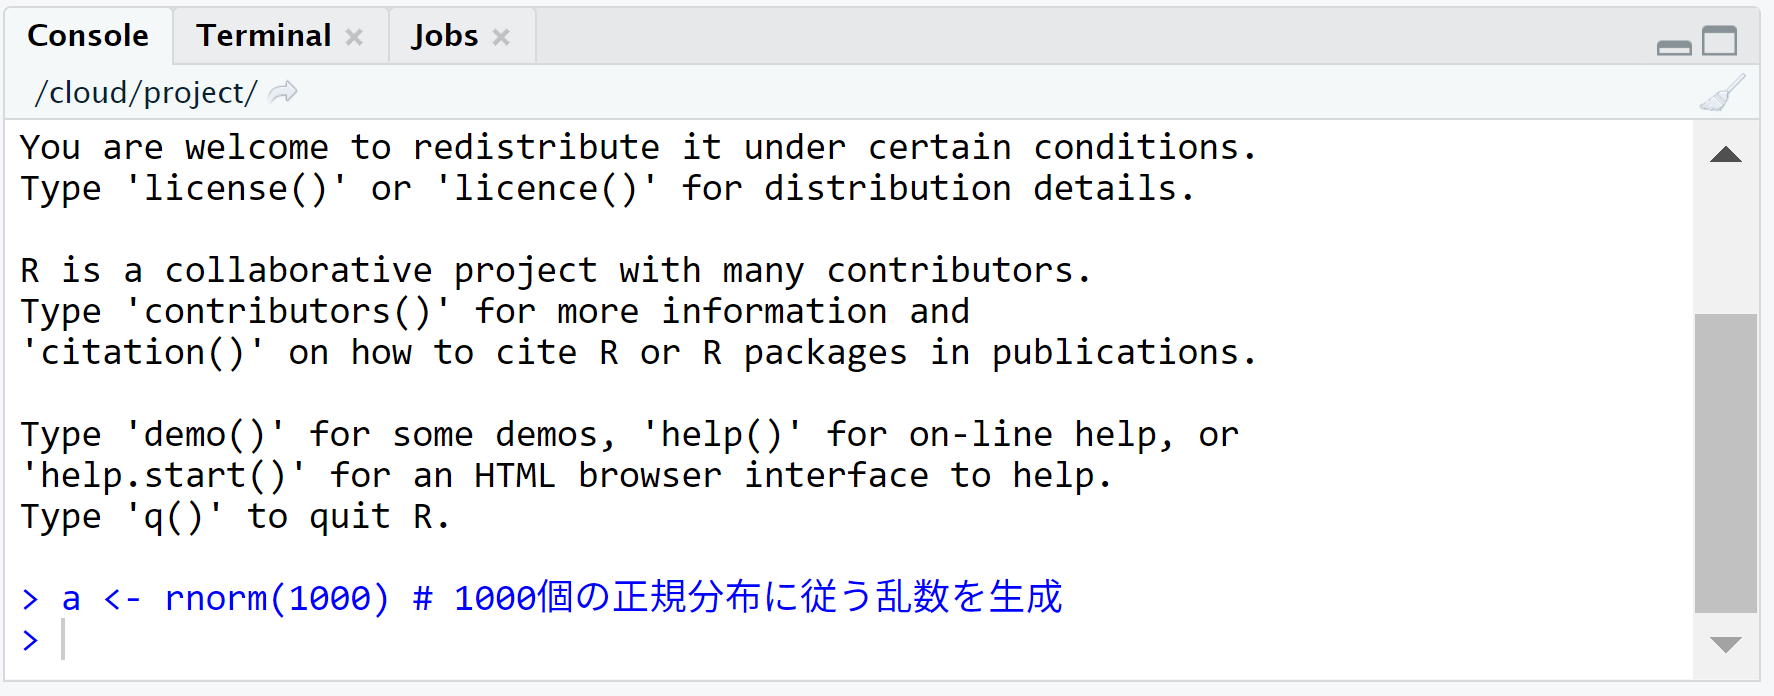 Console Terminal Jobs
/cloud/project/
You are welcome to redistribute it under certain conditions.
Type 'license()' or 'licence()' for distribution details.
R is a collaborative project with many contributors.
Type 'contributors()' for more information and
'citation()' on how to cite R or R packages in publications.
Type 'demo()' for some demos, 'help()' for on-line help, or
'help.start()' for an HTML browser interface to help.
Type 'q()' to quit R.
> a <- rnorm(1000) # 1000個の正規分布に従う乱数を生成
>